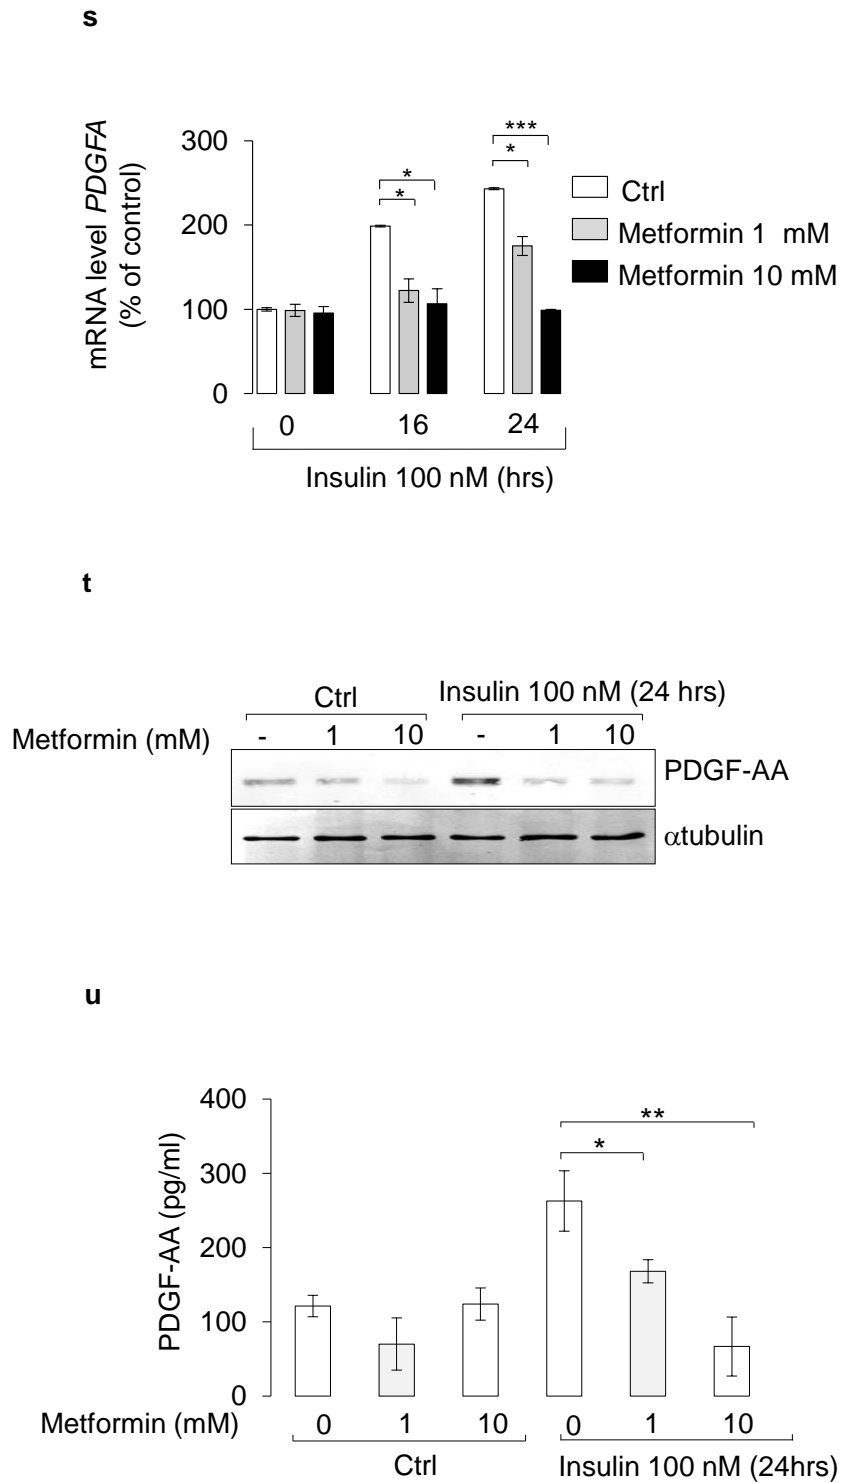 s
mRNA level PDGFA
(% of control)
300
200
100
0
***
*
*
*
Ctrl
Metformin 1 mM
Metformin 10 mM
0 16 24
Insulin 100 nM (hrs)
t
Ctrl Insulin 100 nM (24 hrs)
Metformin (mM) - 1 10 - 1 10
PDGF-AA
αtubulin
u
PDGF-AA (pg/ml)
400
300
200
100
0
**
*
Metformin (mM) 0 1 10 0 1 10
Ctrl Insulin 100 nM (24hrs)